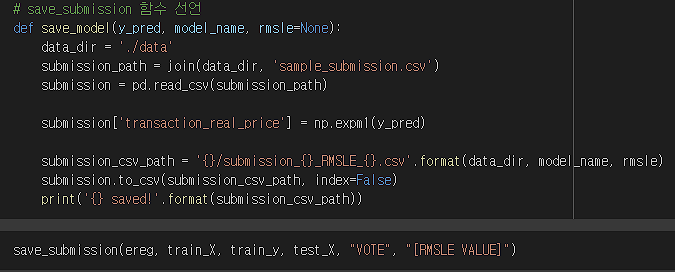 # save_submission 함수 선언
def save_model(y_pred, model_name, rmsle=None):
    data_dir = './data'
    submission_path = join(data_dir, 'sample_submission.csv')
    submission = pd.read_csv(submission_path)
    submission['transaction_real_price'] = np.expm1(y_pred)
    submission_csv_path = '{}/submission_{}_RMSLE_{}.csv'.format(data_dir, model_name, rmsle)
    submission.to_csv(submission_csv_path, index=False)
    print('{} saved!'.format(submission_csv_path))
save_submission(ereg, train_X, train_y, test_X, "VOTE", "[RMSLE VALUE]")